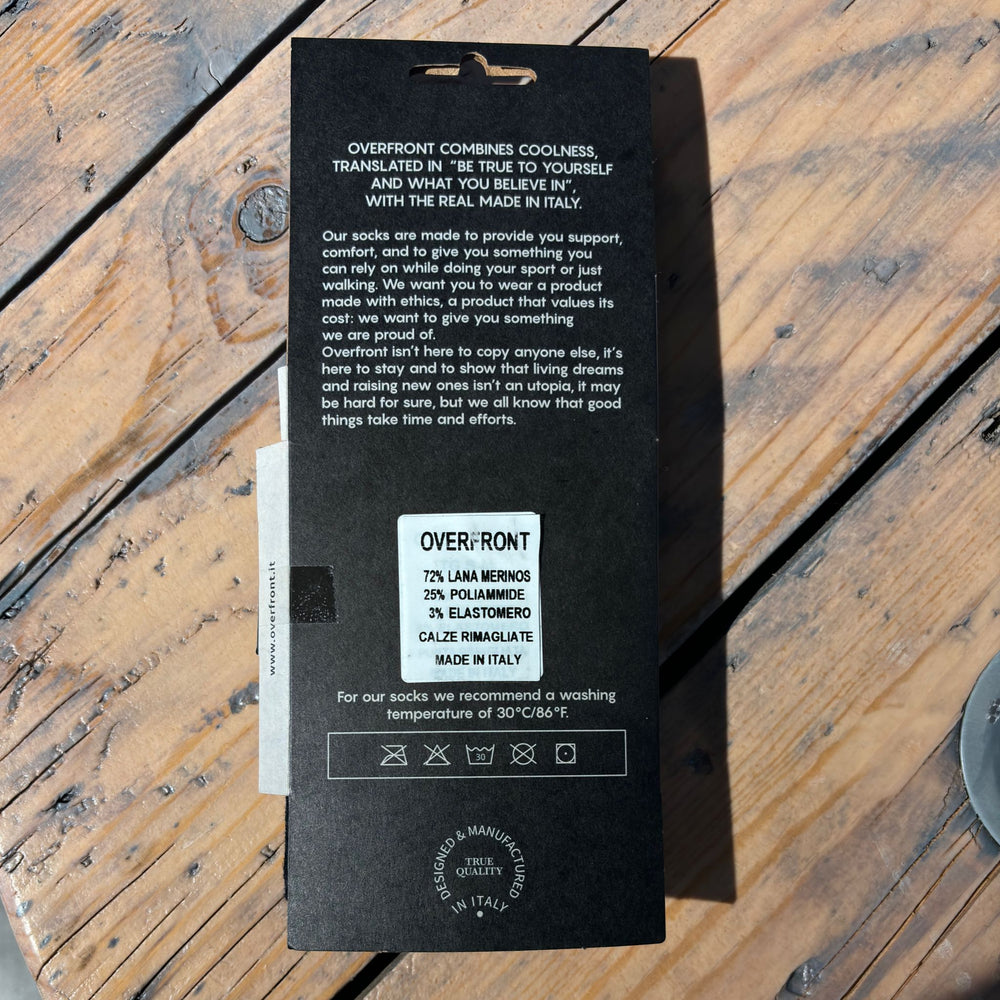 OVERFRONT COMBINES COOLNESS,
TRANSLATED IN “BE TRUE TO YOURSELF
AND WHAT YOU BELIEVE IN”,
WITH THE REAL MADE IN ITALY.
Our socks are made to provide you support,
comfort, and to give you something you
can rely on while doing your sport or just
walking. We want you to wear a product
made with ethics, a product that values its
cost: we want to give you something
we are proud of.
Overfront isn’t here to copy anyone else, it’s
here to stay and to show that living dreams
and raising new ones isn’t an utopia, it may
be hard for sure, but we all know that good
things take time and efforts.
www.overfront.it
OVERFRONT
72% LANA MERINOS
25% POLIAMMIDE
3% ELASTOMERO
CALZE RIMAGLIATE
MADE IN ITALY
For our socks we recommend a washing
temperature of 30°C/86°F.
30
DESIGNED & MANUFACTURED
TRUE
QUALITY
IN ITALY